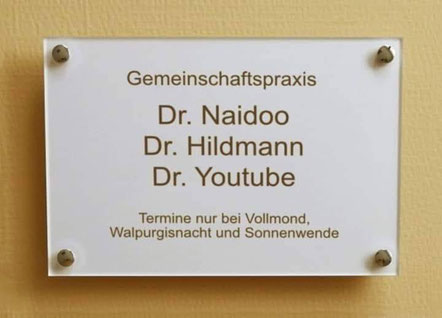 Gemeinschaftspraxis
Dr. Naidoo
Dr. Hildmann
Dr. Youtube
Termine nur bei Vollmond,
Walpurgisnacht und Sonnenwende